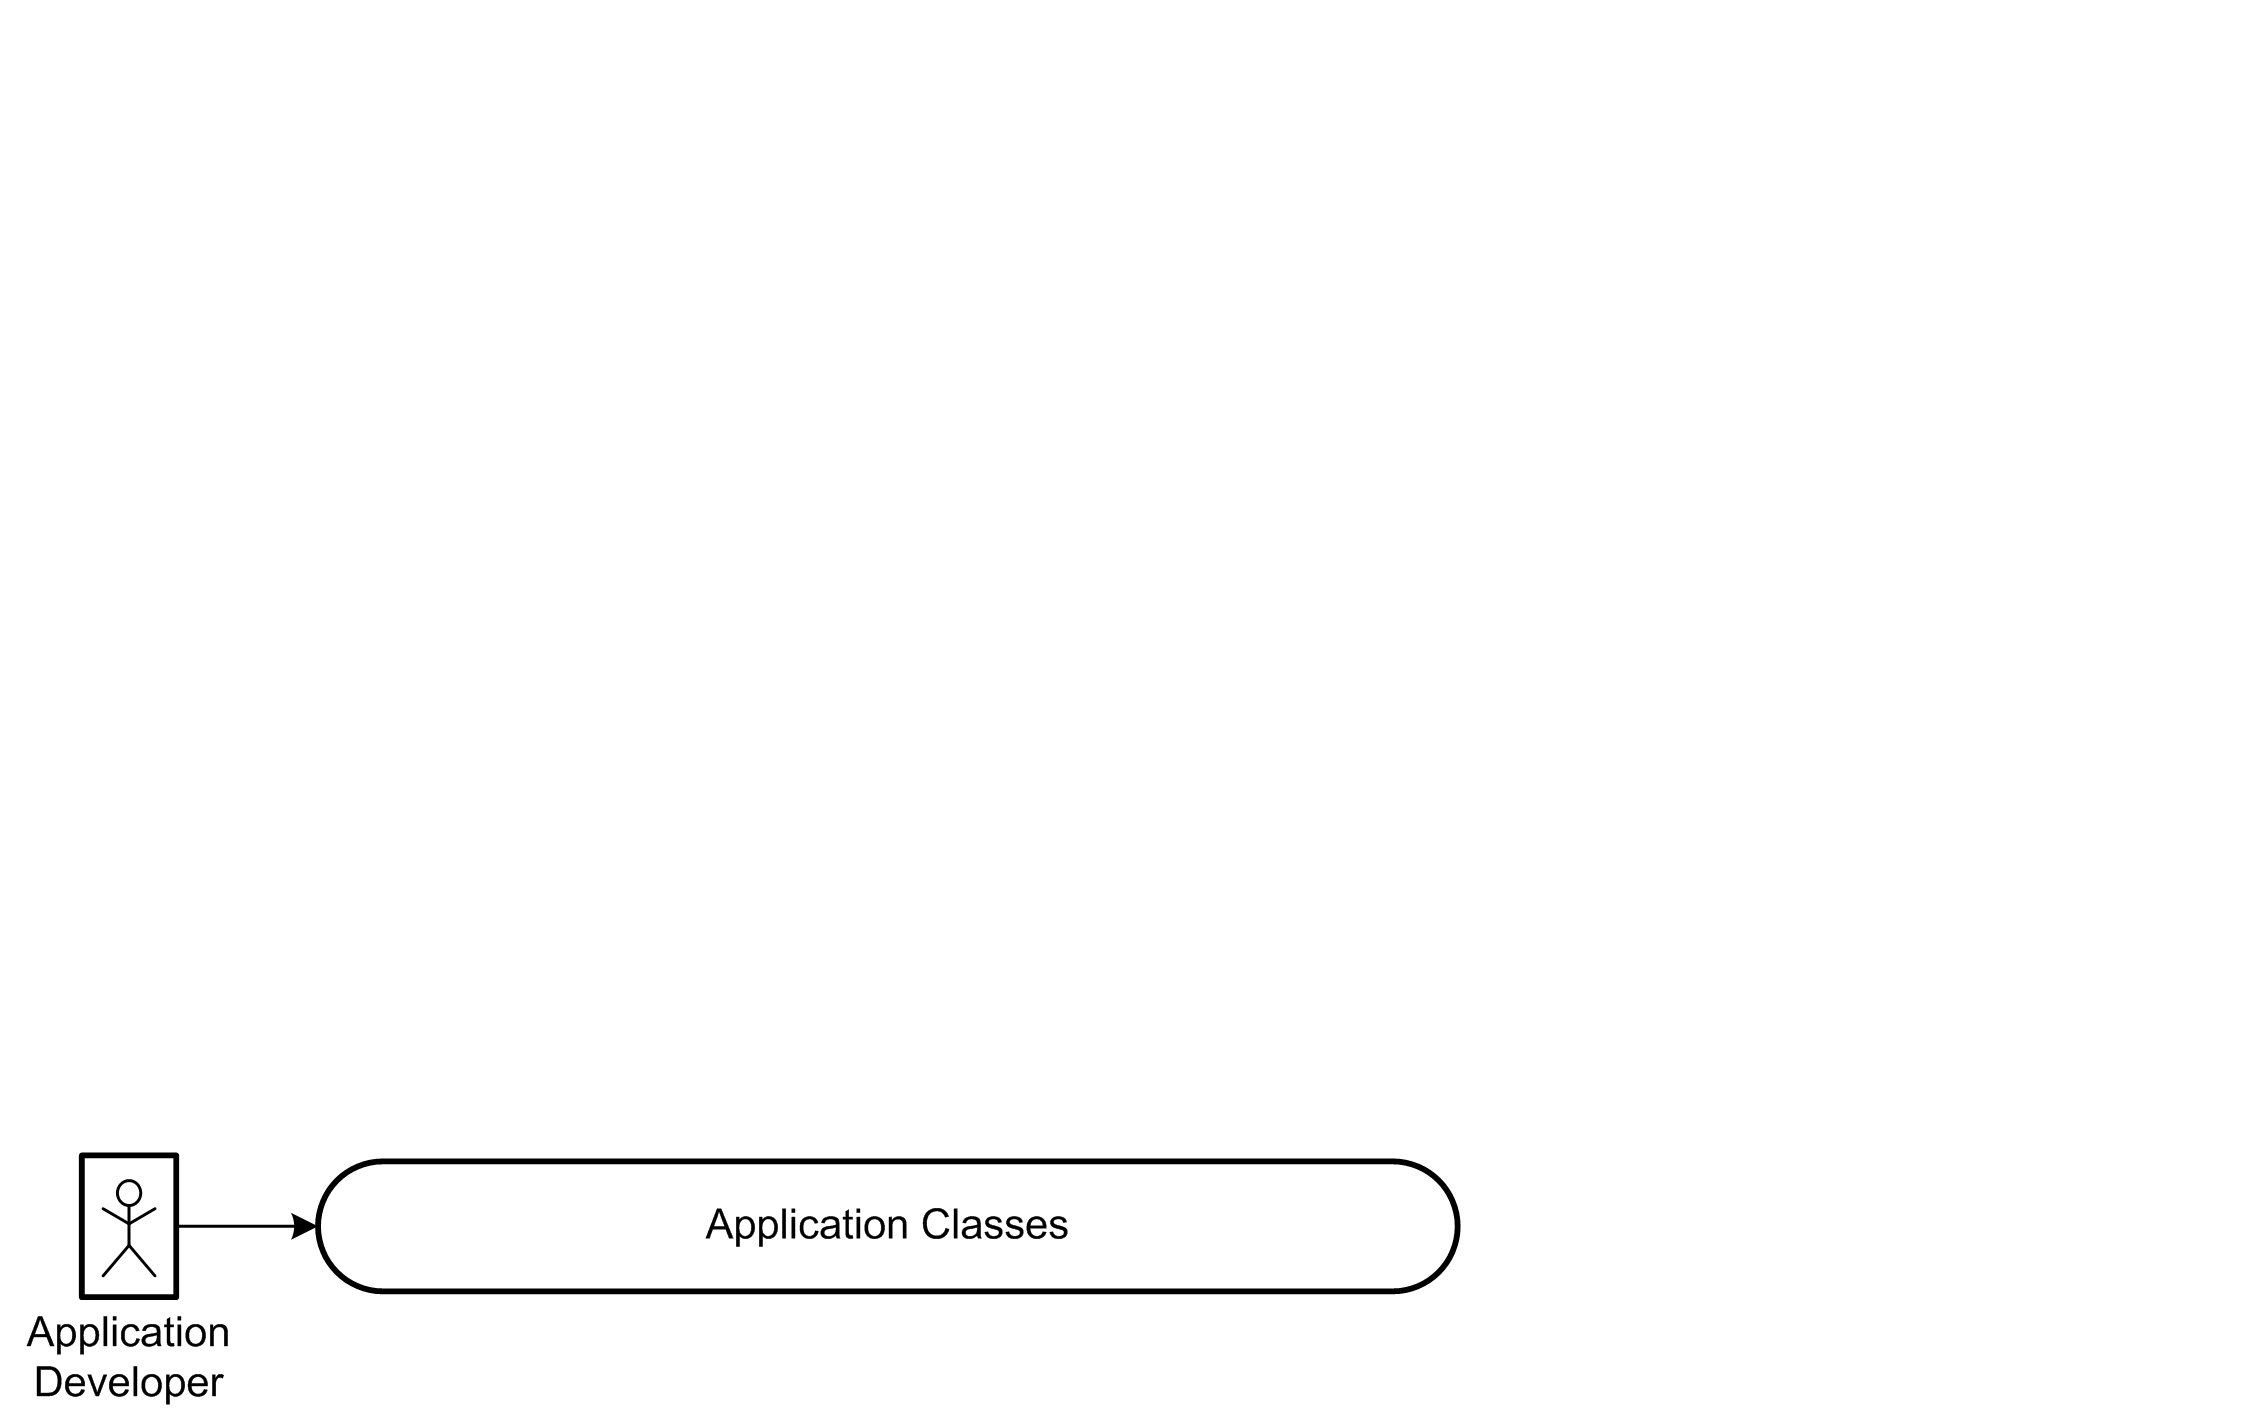 Application Classes
Application
Developer